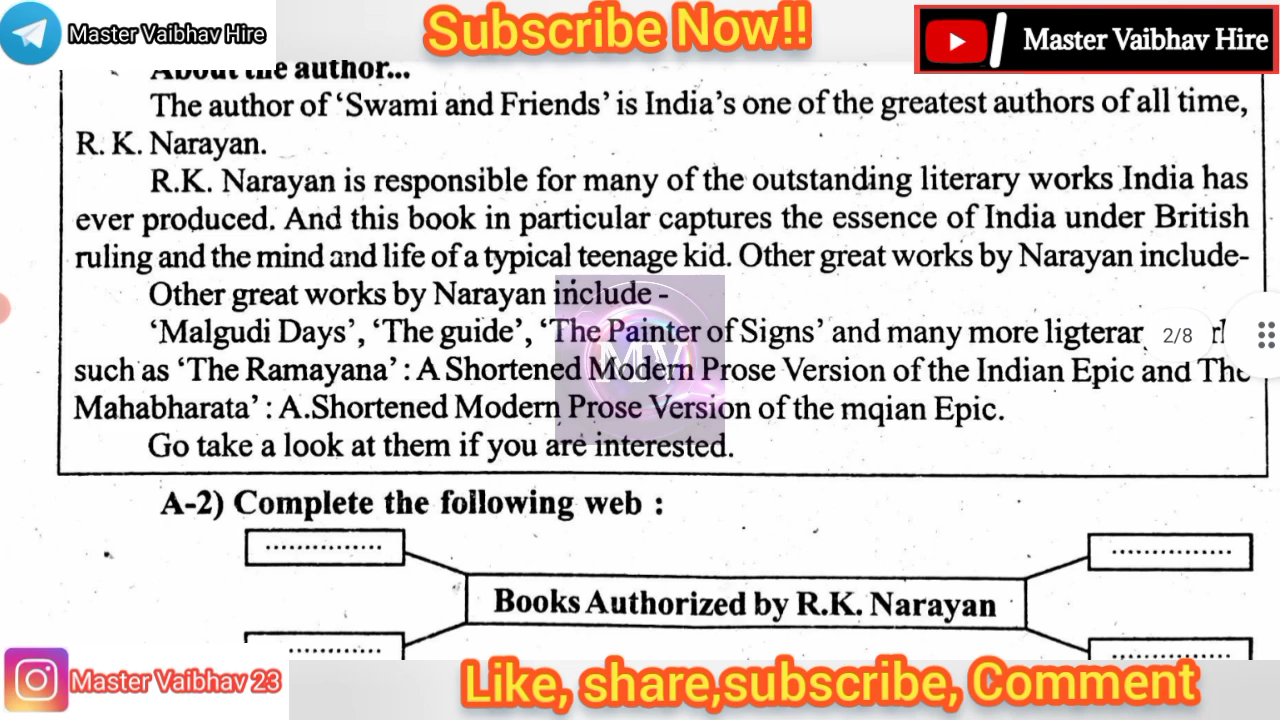 Master Vaibhav Hire
Subscribe Now!!
Master Vaibhav Hire
About the author...
The author of ‘Swami and Friends’ is India’s one of the greatest authors of all time,
R. K. Narayan.
R.K. Narayan is responsible for many of the outstanding literary works India has
ever produced. And this book in particular captures the essence of India under British
ruling and the mind and life of a typical teenage kid. Other great works by Narayan include-
Other great works by Narayan include -
‘Malgudi Days’, ‘The guide’, ‘The Painter of Signs’ and many more
2/8
such as ‘The Ramayana’ : A Shortened Modern Prose Version of the Indian Epic and The
Mahabharata’ : A.Shortened Modern Prose Version of the mqian Epic.
Go take a look at them if you are interested.
MV
A-2) Complete the following web :
...............
...............
Books Authorized by R.K. Narayan
...............
...............
Master Vaibhav 23
Like, share,subscribe, Comment